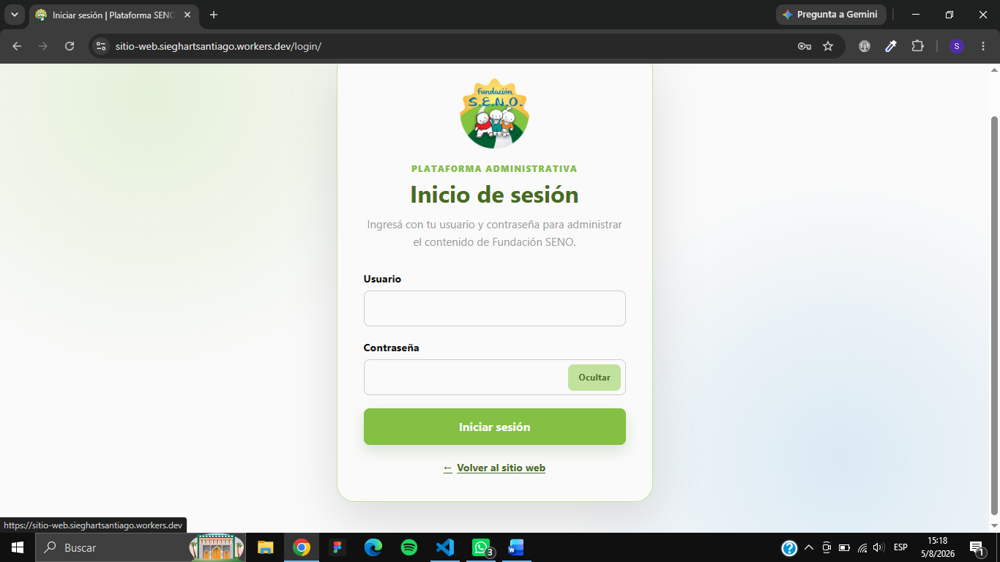 Iniciar sesión | Plataforma SENO
Pregunta a Gemini
sitio-web.sieghartsantiago.workers.dev/login/
S
fundación
S.E.N.O.
PLATAFORMA ADMINISTRATIVA
Inicio de sesión
Ingresá con tu usuario y contraseña para administrar
el contenido de Fundación SENO.
Usuario
Contraseña
Ocultar
Iniciar sesión
← Volver al sitio web
https://sitio-web.sieghartsantiago.workers.dev
Buscar
3
ESP
15:18
5/8/2026
1